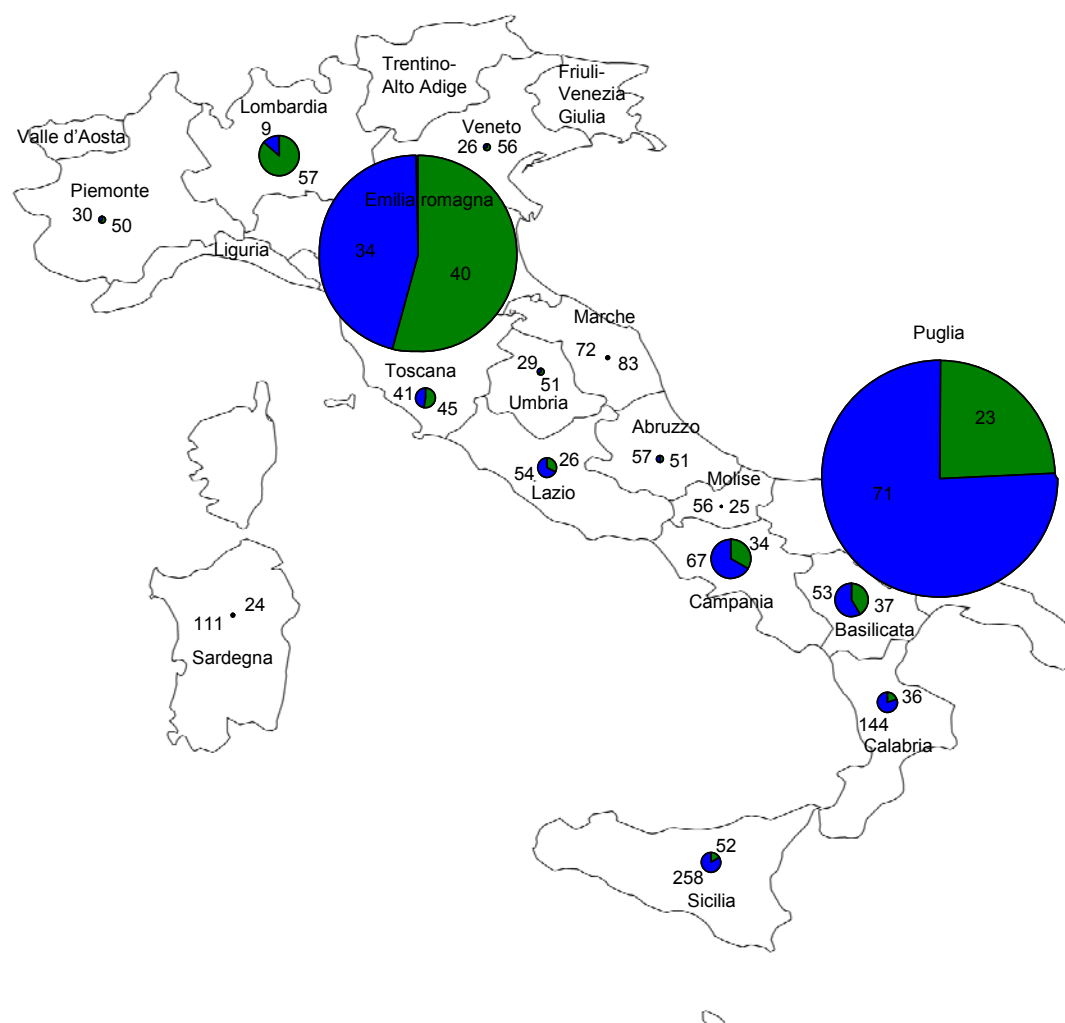 Trentino-
Alto Adige
Friuli-
Venezia
Giulia
Lombardia
9
57
Valle d'Aosta
Veneto
26 56
Piemonte
30 50
Emilia romagna
34
40
Liguria
Marche
72 83
Puglia
23
71
Toscana
41 45
29
51
Umbria
Abruzzo
57 51
54 26
Lazio
Molise
56 25
67 34
Campania
53 37
Basilicata
111 24
Sardegna
36
144
Calabria
52
258
Sicilia